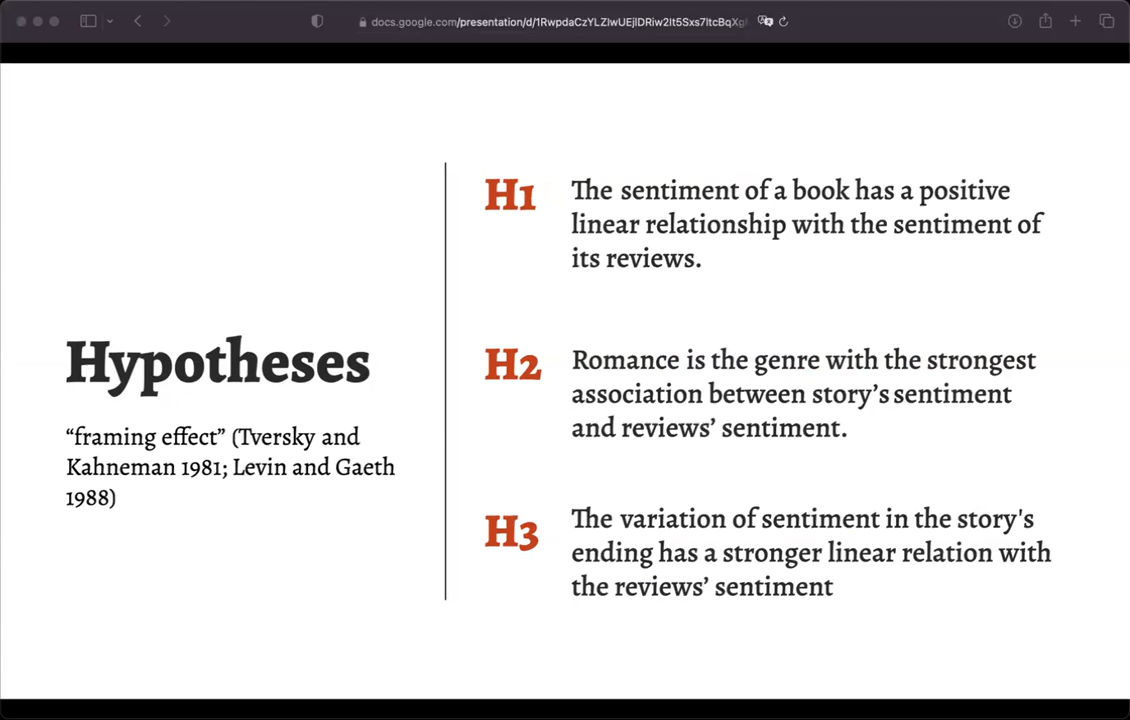 docs.google.com/presentation/d/
Hypotheses
“framing effect” (Tversky and
Kahneman 1981; Levin and Gaeth
1988)
H1
The sentiment of a book has a positive
linear relationship with the sentiment of
its reviews.
H2
Romance is the genre with the strongest
association between story’s sentiment
and reviews’ sentiment.
H3
The variation of sentiment in the story's
ending has a stronger linear relation with
the reviews’ sentiment